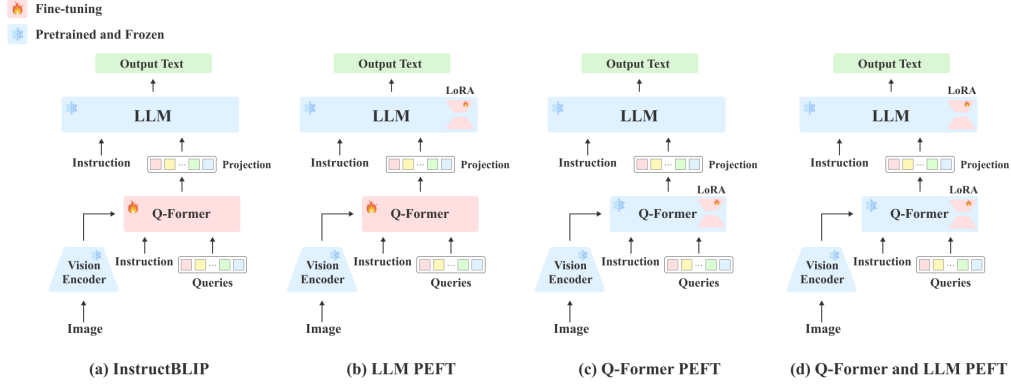 Fine-tuning
Pretrained and Frozen
Output Text
LLM
Instruction
...
Projection
Q-Former
Vision
Encoder
Instruction
...
Queries
Image
(a) InstructBLIP
Output Text
LoRA
LLM
Instruction
...
Projection
Q-Former
Vision
Encoder
Instruction
...
Queries
Image
(b) LLM PEFT
Output Text
LLM
Instruction
...
Projection
LoRA
Q-Former
Vision
Encoder
Instruction
...
Queries
Image
(c) Q-Former PEFT
Output Text
LoRA
LLM
Instruction
...
Projection
LoRA
Q-Former
Vision
Encoder
Instruction
...
Queries
Image
(d) Q-Former and LLM PEFT